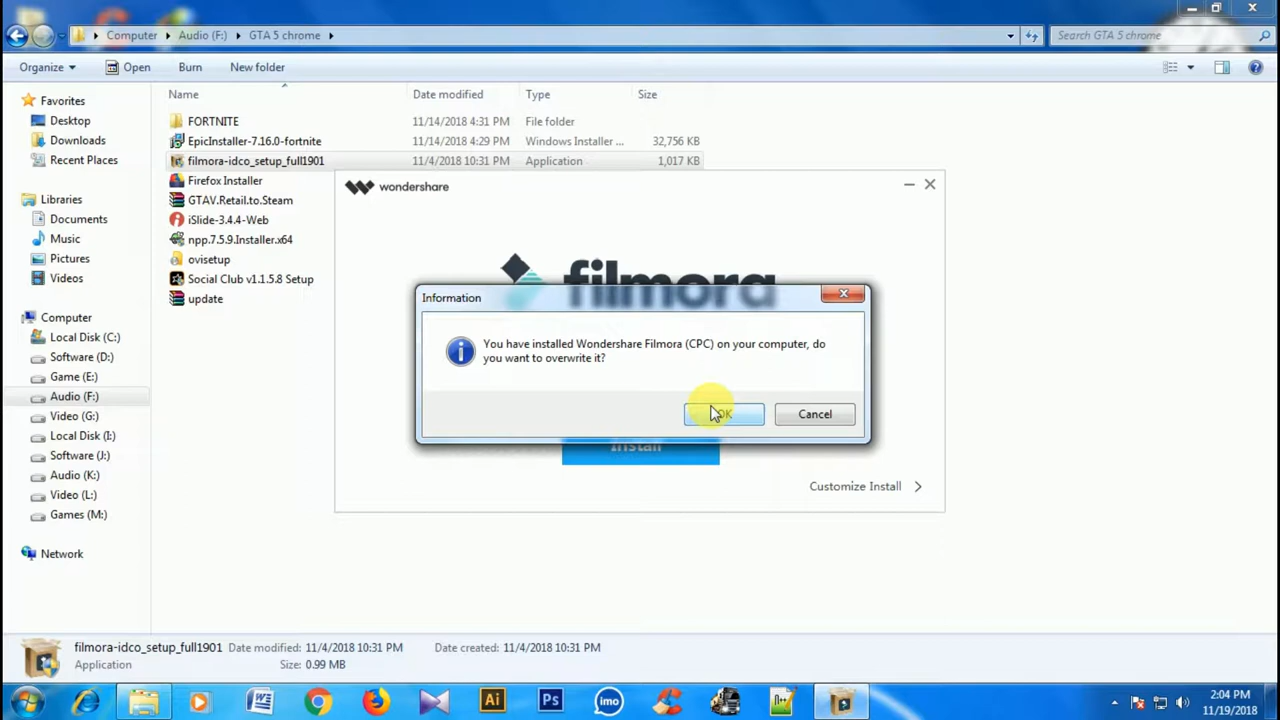 Computer Audio (F:) GTA 5 chrome
Search GTA 5 chrome
Organize Open Burn New folder
Name Date modified Type Size
Favorites
Desktop
Downloads
Recent Places
Libraries
Documents
Music
Pictures
Videos
Computer
Local Disk (C:)
Software (D:)
Game (E:)
Audio (F:)
Video (G:)
Local Disk (I:)
Software (J:)
Audio (K:)
Video (L:)
Games (M:)
Network
FORTNITE 11/14/2018 4:31 PM File folder
EpicInstaller-7.16.0-fortnite 11/14/2018 4:29 PM Windows Installer ... 32,756 KB
filmora-idco_setup_full1901 11/4/2018 10:31 PM Application 1,017 KB
Firefox Installer
GTAV.Retail.to.Steam
iSlide-3.4.4-Web
npp.7.5.9.Installer.x64
ovisetup
Social Club v1.1.5.8 Setup
update
wondershare
filmora
Information
You have installed Wondershare Filmora (CPC) on your computer, do
you want to overwrite it?
OK Cancel
Install
Customize Install
filmora-idco_setup_full1901 Date modified: 11/4/2018 10:31 PM Date created: 11/4/2018 10:31 PM
Application Size: 0.99 MB
W Ai Ps imo n++
2:04 PM
11/19/2018